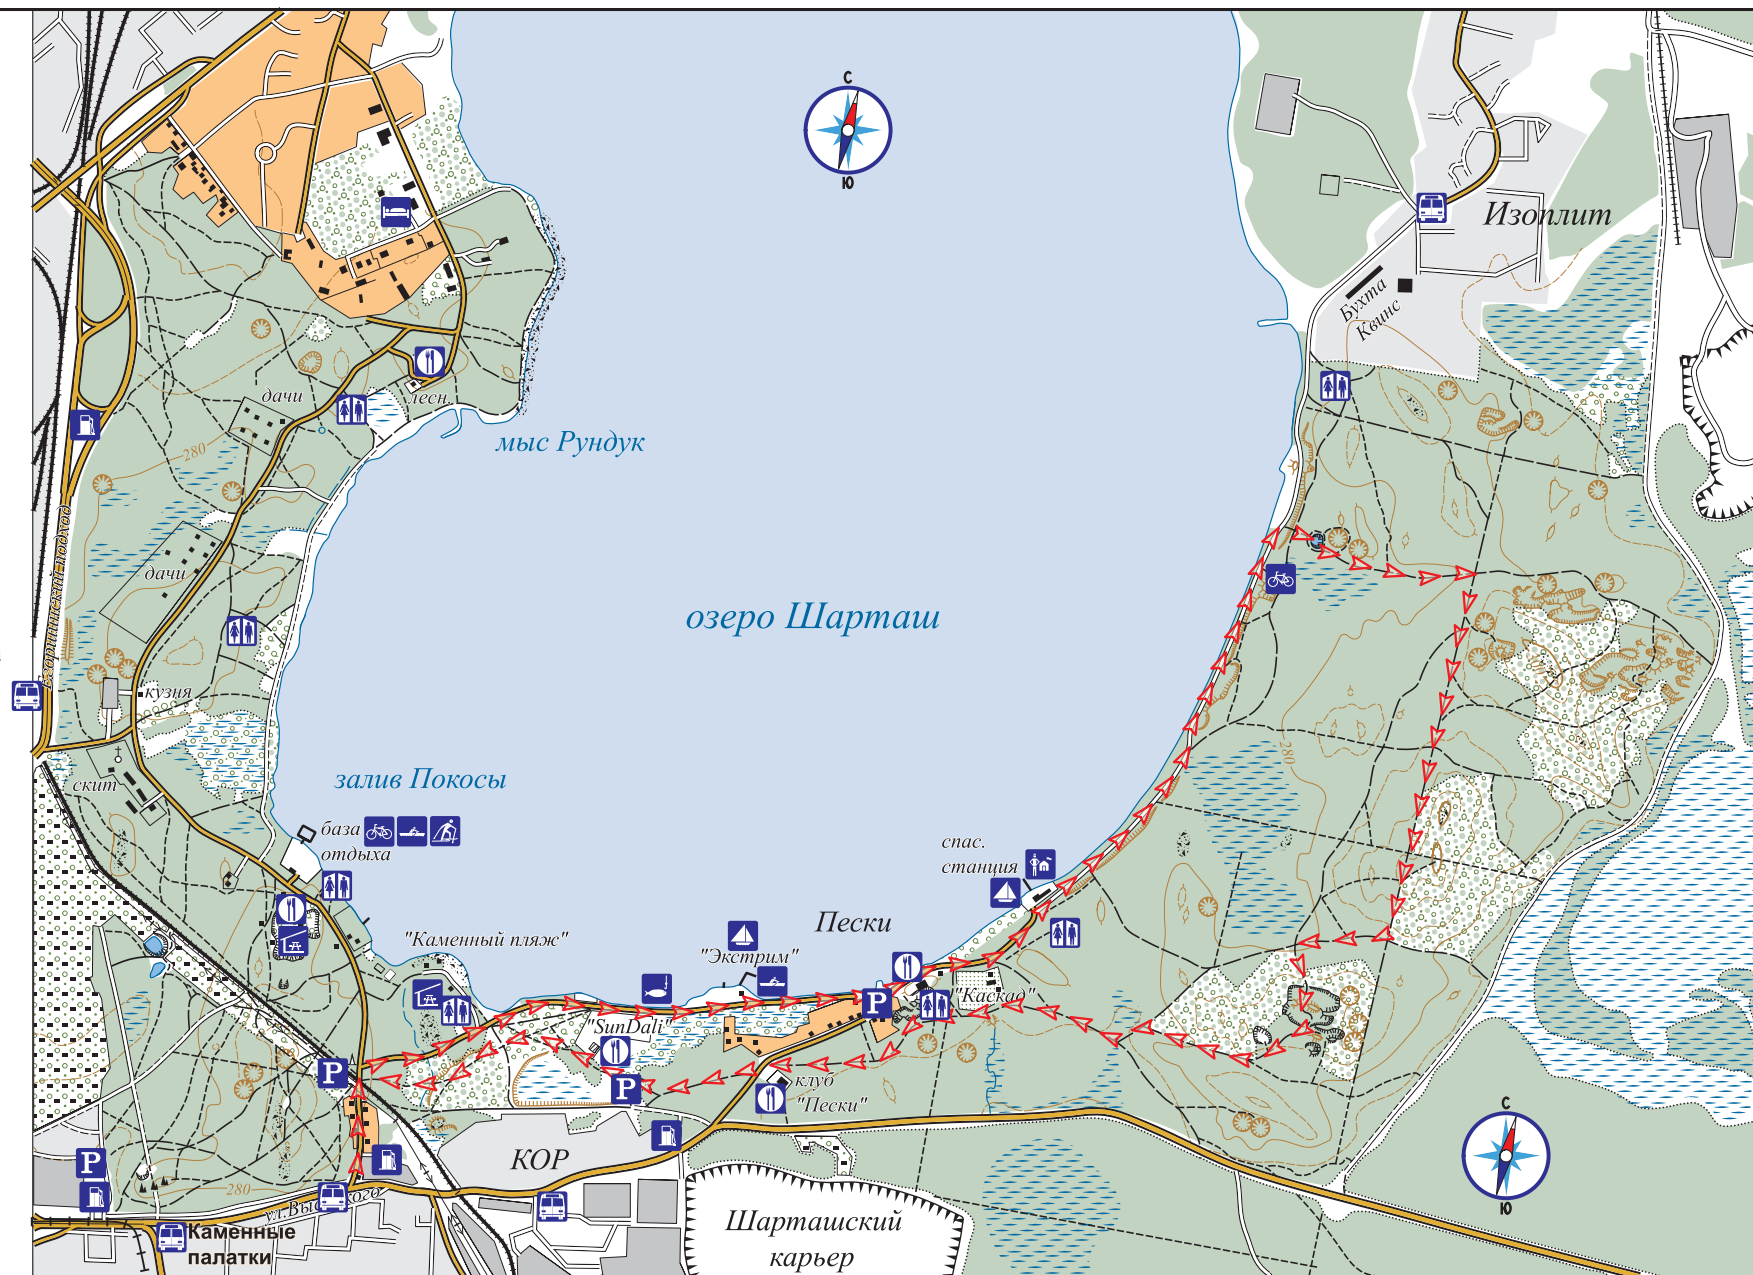 С
Ю
Изоплит
Бухта
Квинс
дачи
лесн.
280
мыс Рундук
дачи
озеро Шарташ
кузня
280
залив Покосы
скит
база
отдыха
спас.
станция
Пески
"Каменный пляж"
"Экстрим"
"Каскад"
P
"SunDali"
P
P
клуб
"Пески"
P
КОР
280
С
Ю
Каменные
палатки
Шарташский
карьер